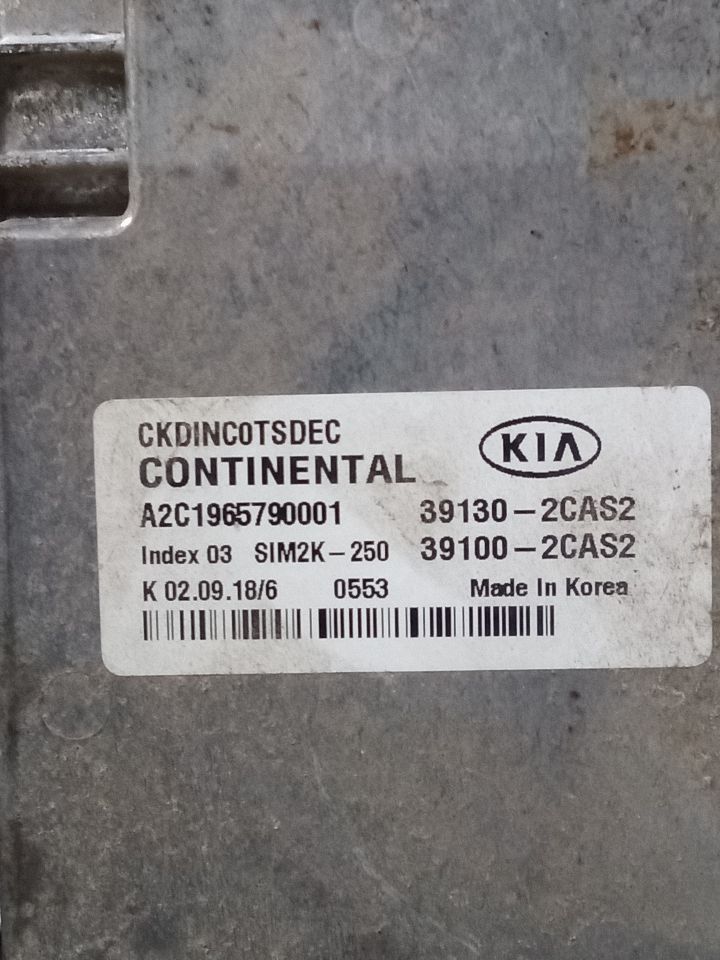 CKDINC0TSDEC
KIA
CONTINENTAL
A2C1965790001 39130-2CAS2
Index 03 SIM2K-250 39100-2CAS2
K 02.09.18/6 0553 Made In Korea